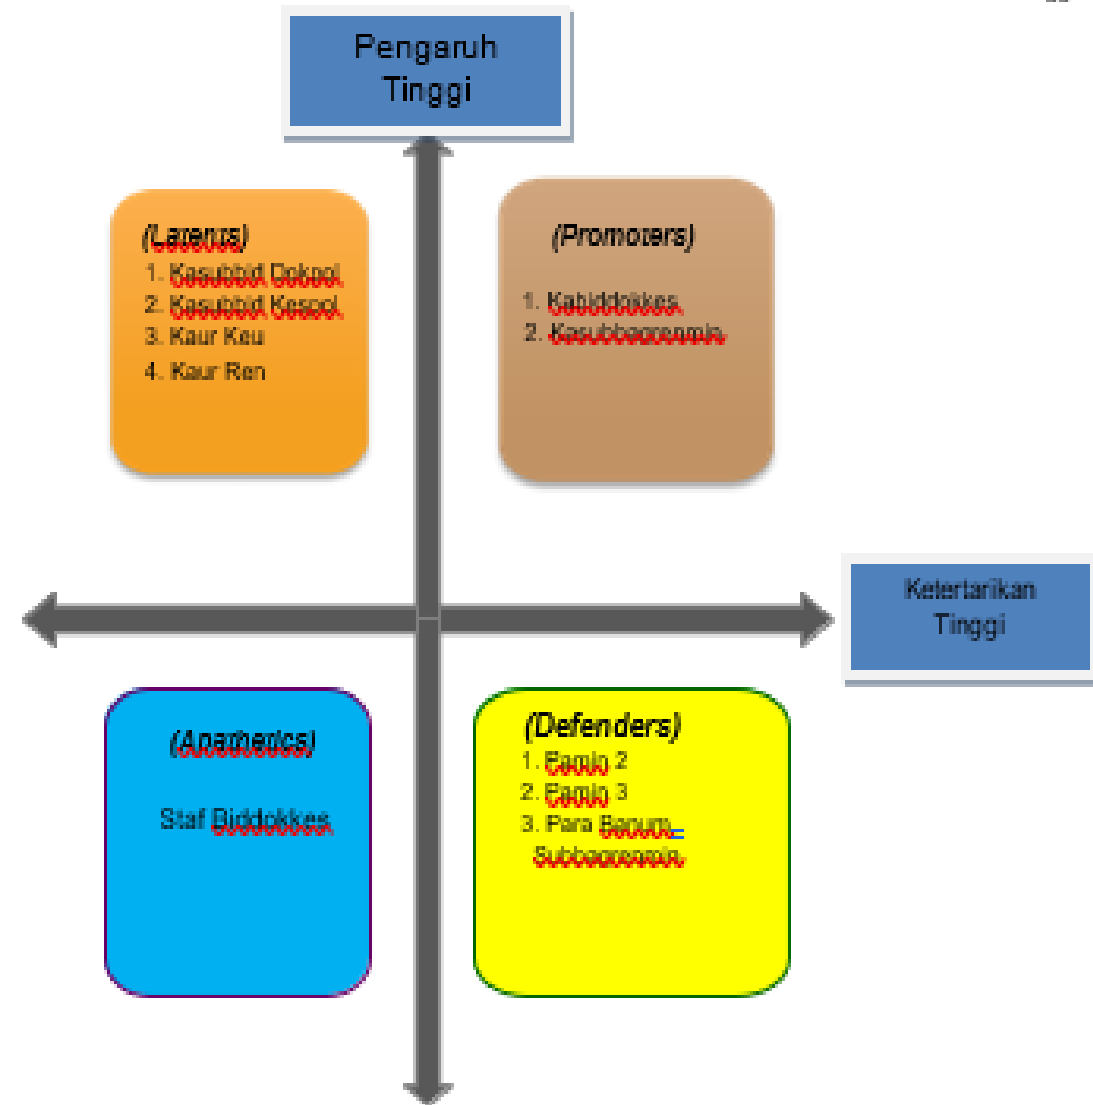 Pengaruh
Tinggi
(Latents)
1. Kasubbid Dokpol
2. Kasubbid Kespol
3. Kaur Keu
4. Kaur Ren
(Promoters)
1. Kabiddokkes
2. Kasubbagrenmin
Ketertarikan
Tinggi
(Apathetics)
Staf Biddokkes
(Defenders)
1. Pamin 2
2. Pamin 3
3. Para Banum
Subbagrenmin